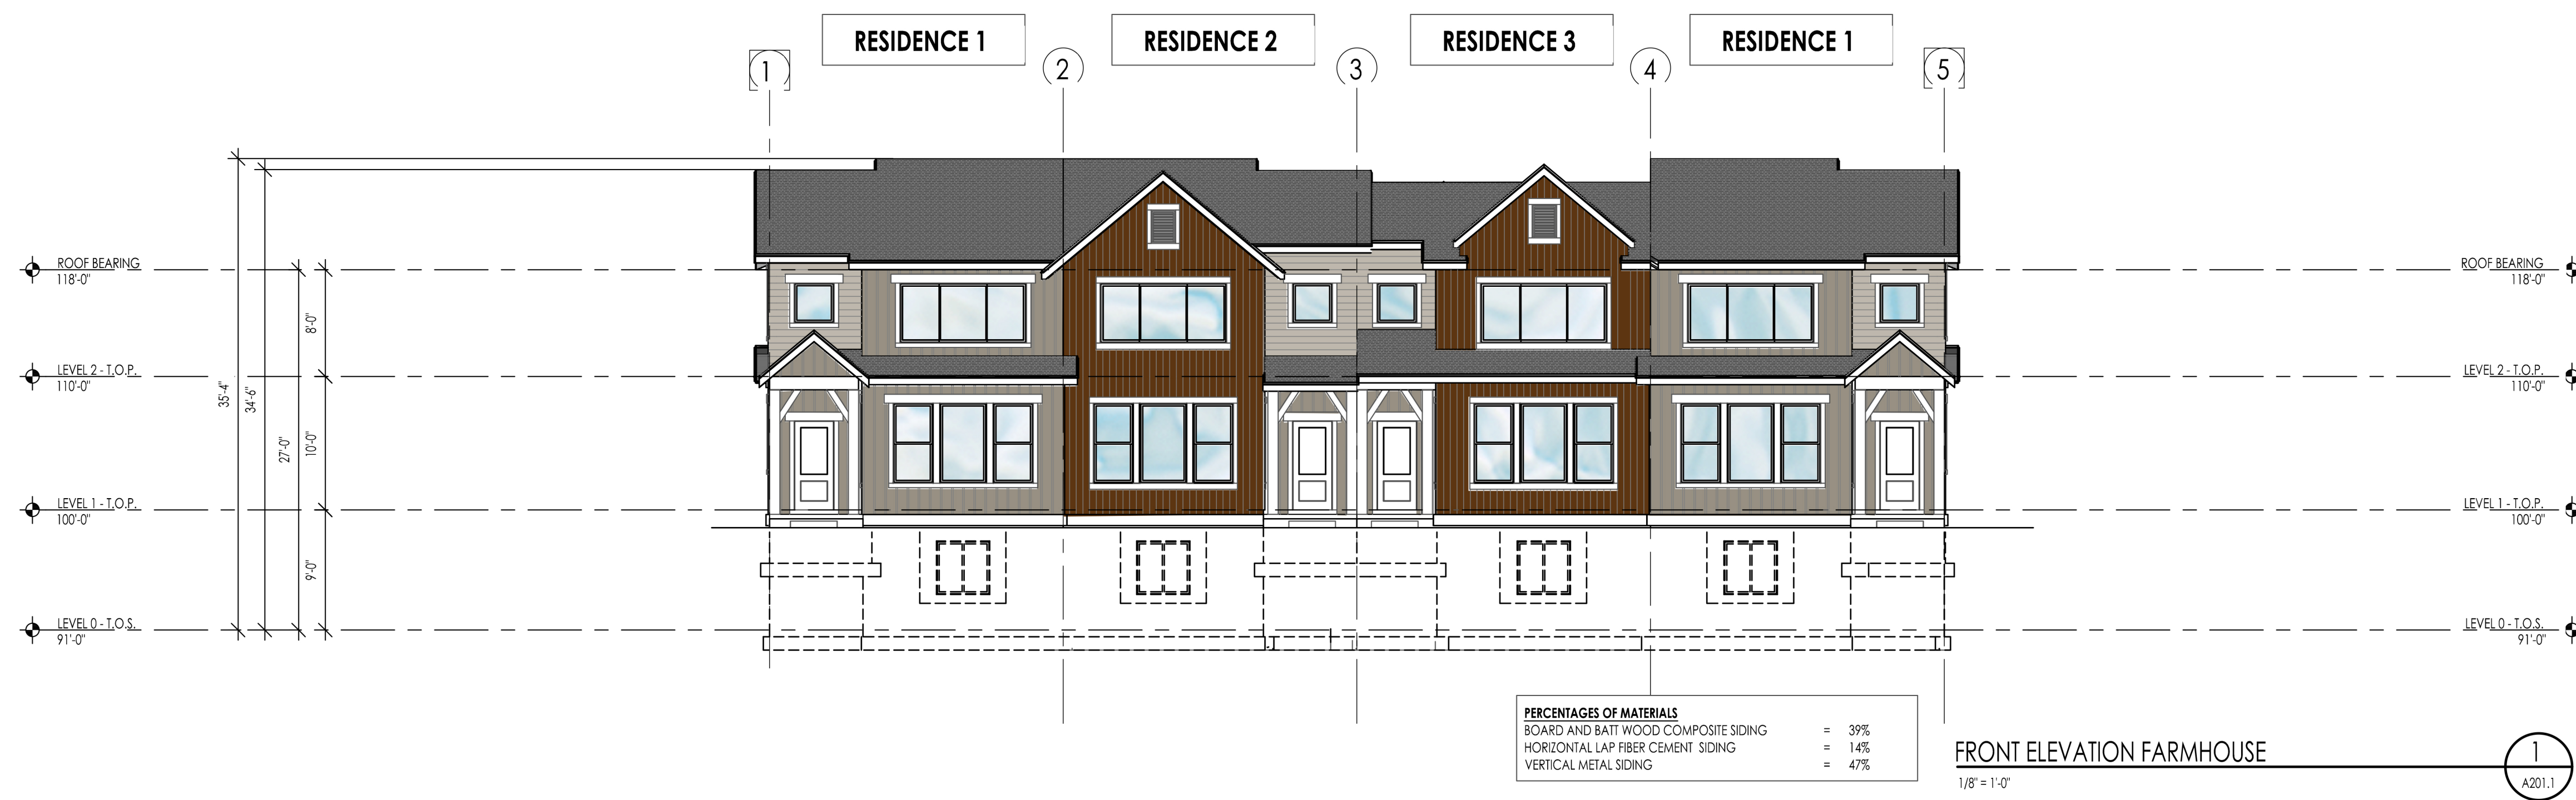 RESIDENCE 1
RESIDENCE 2
RESIDENCE 3
RESIDENCE 1
1
2
3
4
5
ROOF BEARING
118'-0"
LEVEL 2 - T.O.P.
110'-0"
LEVEL 1 - T.O.P.
100'-0"
LEVEL 0 - T.O.S.
91'-0"
35'-4"
34'-6"
27'-0"
8'-0"
10'-0"
9'-0"
ROOF BEARING
118'-0"
LEVEL 2 - T.O.P.
110'-0"
LEVEL 1 - T.O.P.
100'-0"
LEVEL 0 - T.O.S.
91'-0"
PERCENTAGES OF MATERIALS
BOARD AND BATT WOOD COMPOSITE SIDING = 39%
HORIZONTAL LAP FIBER CEMENT SIDING = 14%
VERTICAL METAL SIDING = 47%
FRONT ELEVATION FARMHOUSE
1/8" = 1'-0"
1
A201.1